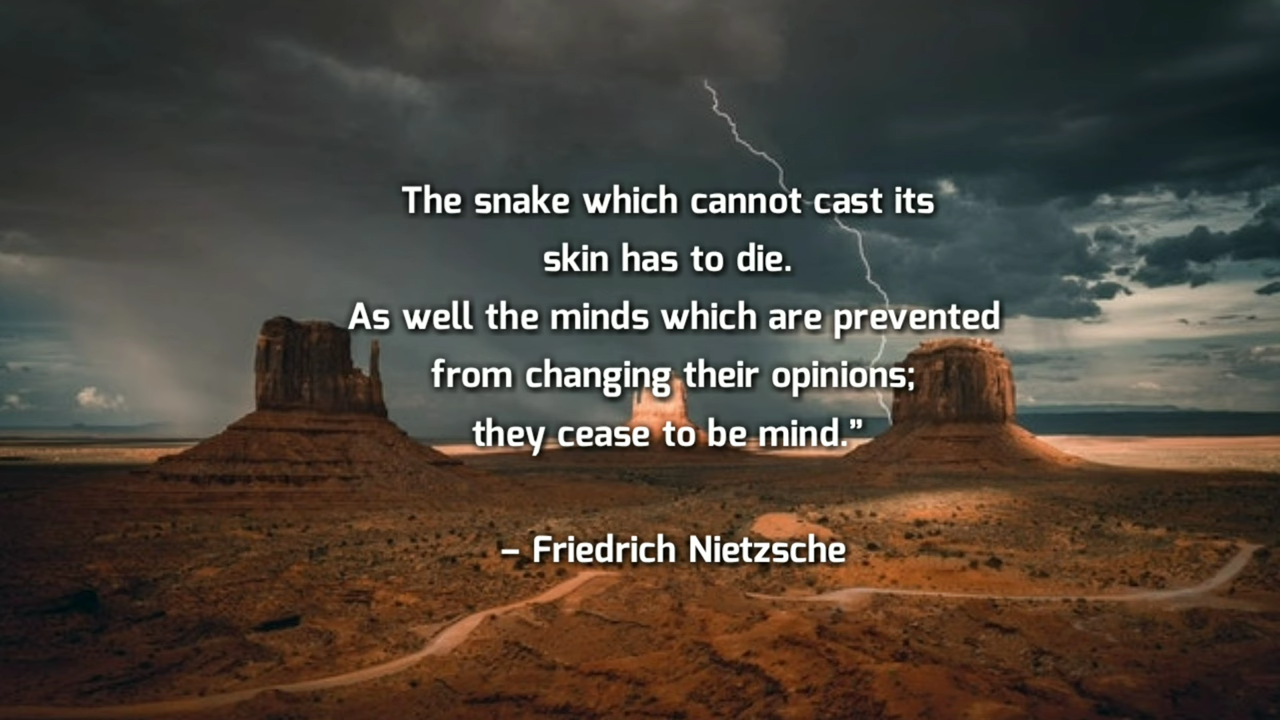 The snake which cannot cast its
skin has to die.
As well the minds which are prevented
from changing their opinions;
they cease to be mind.”
– Friedrich Nietzsche